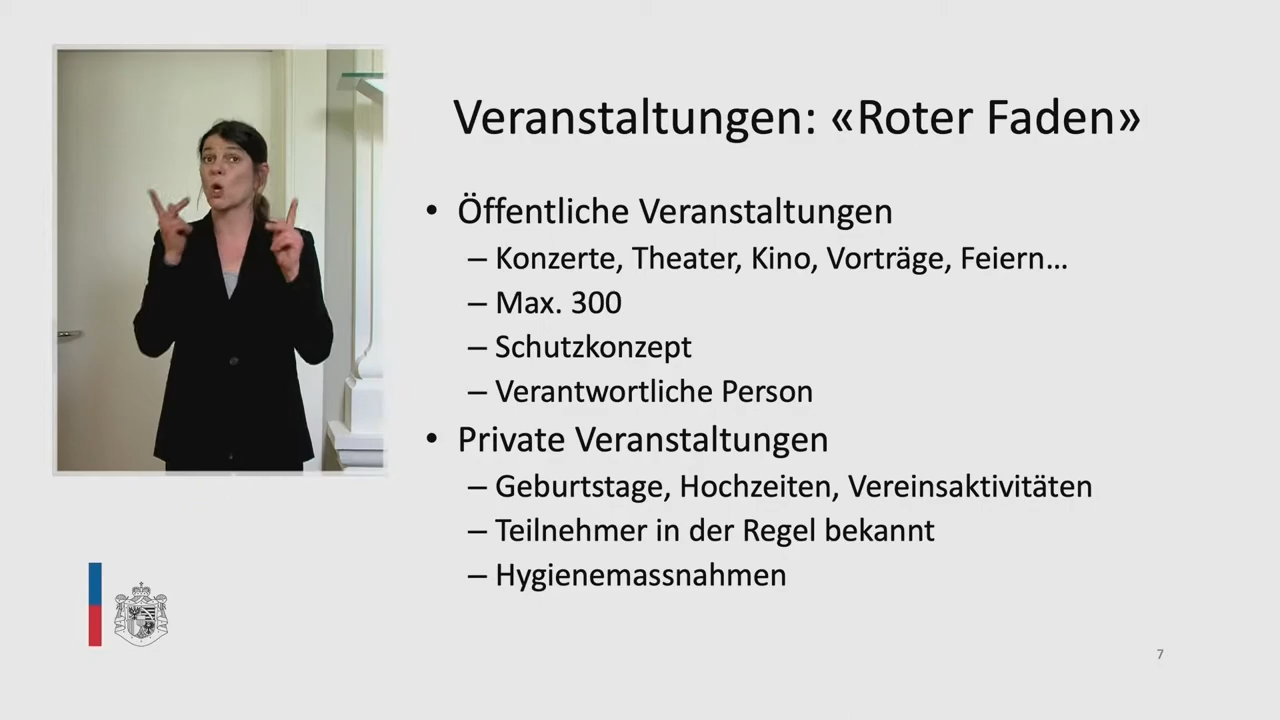 Veranstaltungen: «Roter Faden»
• Öffentliche Veranstaltungen
– Konzerte, Theater, Kino, Vorträge, Feiern…
– Max. 300
– Schutzkonzept
– Verantwortliche Person
• Private Veranstaltungen
– Geburtstage, Hochzeiten, Vereinsaktivitäten
– Teilnehmer in der Regel bekannt
– Hygienemassnahmen
7